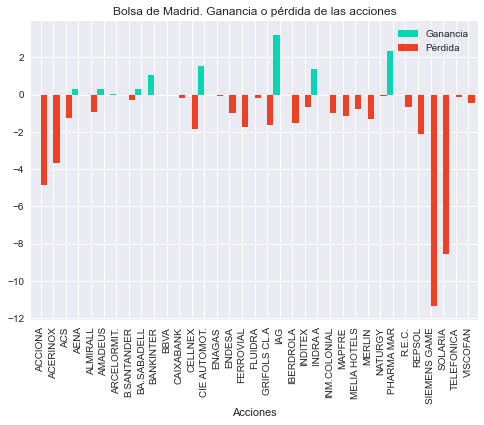 Bolsa de Madrid. Ganancia o pérdida de las acciones
Ganancia
Pérdida
2
0
−2
−4
−6
−8
−10
−12
ACCIONA
ACERINOX
ACS
AENA
ALMIRALL
AMADEUS
ARCELORMIT.
B.SANTANDER
BA.SABADELL
BANKINTER
BBVA
CAIXABANK
CELLNEX
CIE AUTOMOT.
ENAGAS
ENDESA
FERROVIAL
FLUIDRA
GRIFOLS CL.A
IAG
IBERDROLA
INDITEX
INDRA A
INM.COLONIAL
MAPFRE
MELIA HOTELS
MERLIN
NATURGY
PHARMA MAR
R.E.C.
REPSOL
SIEMENS GAME
SOLARIA
TELEFONICA
VISCOFAN
Acciones